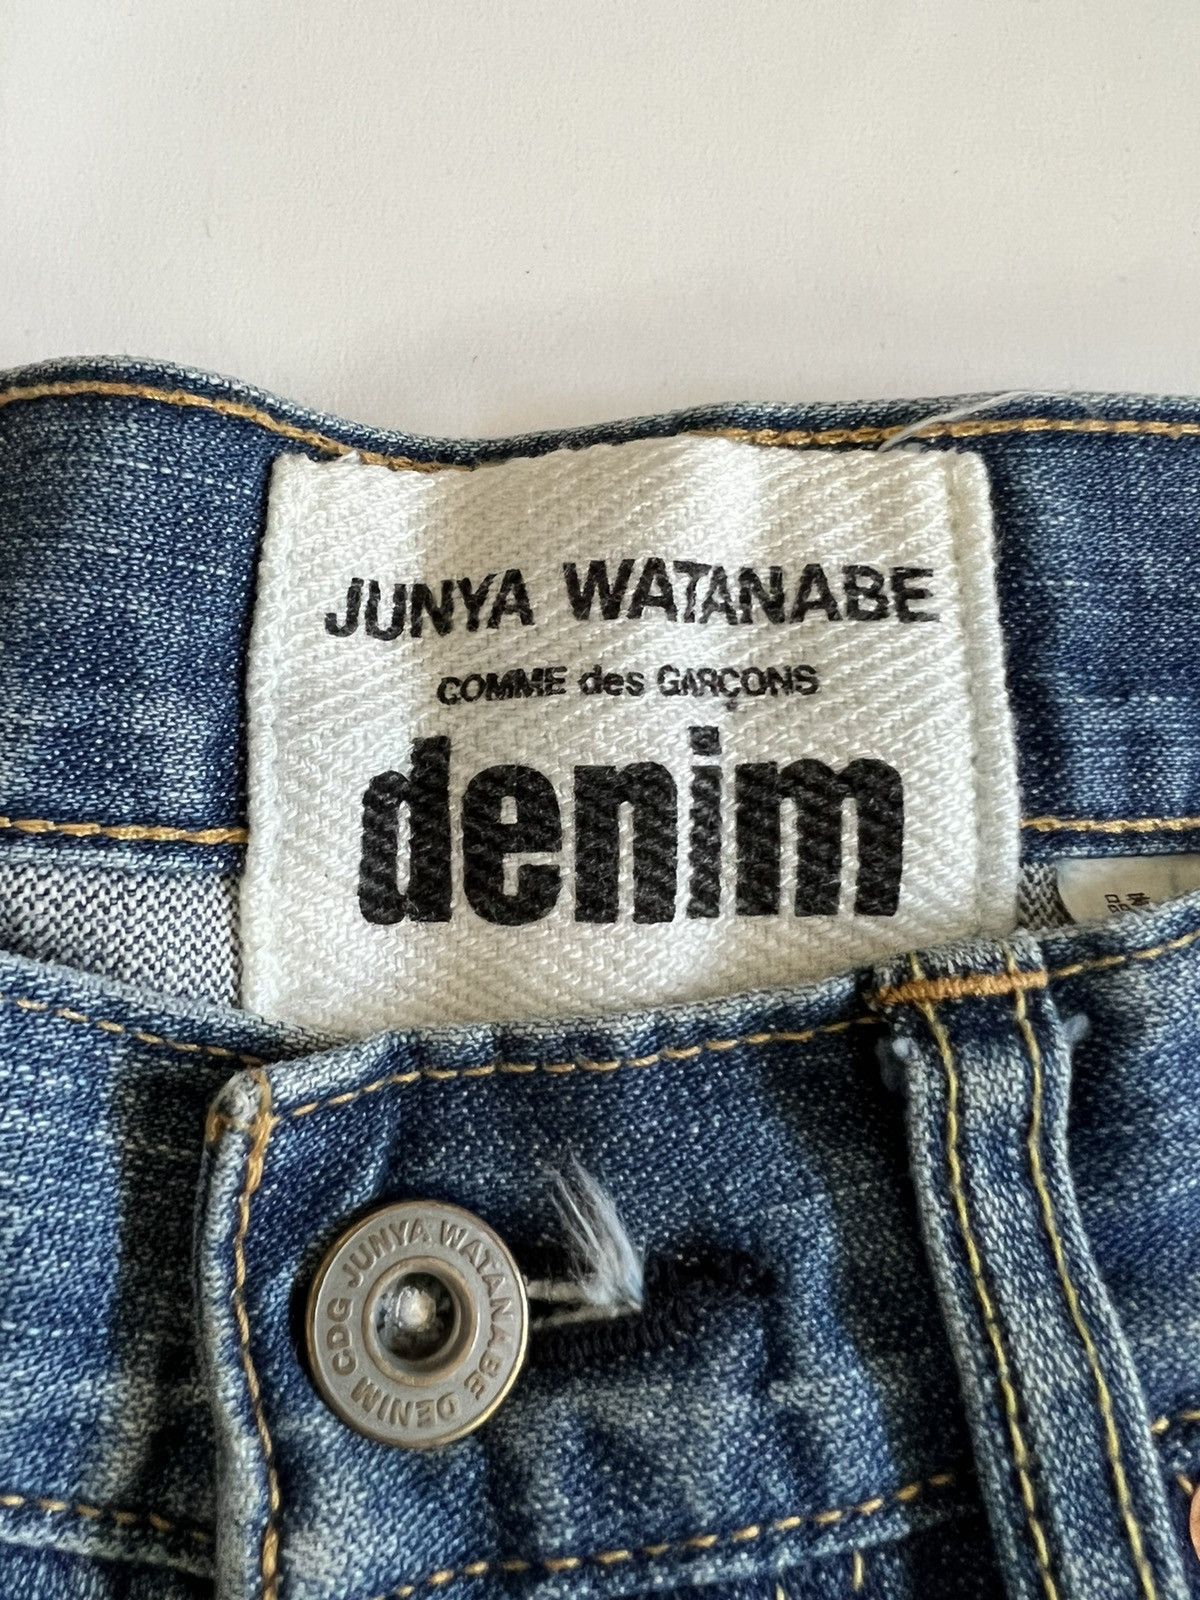 JUNYA WATANABE
COMME des GARÇONS
denim
CDG JUNYA WATANABE DENIM